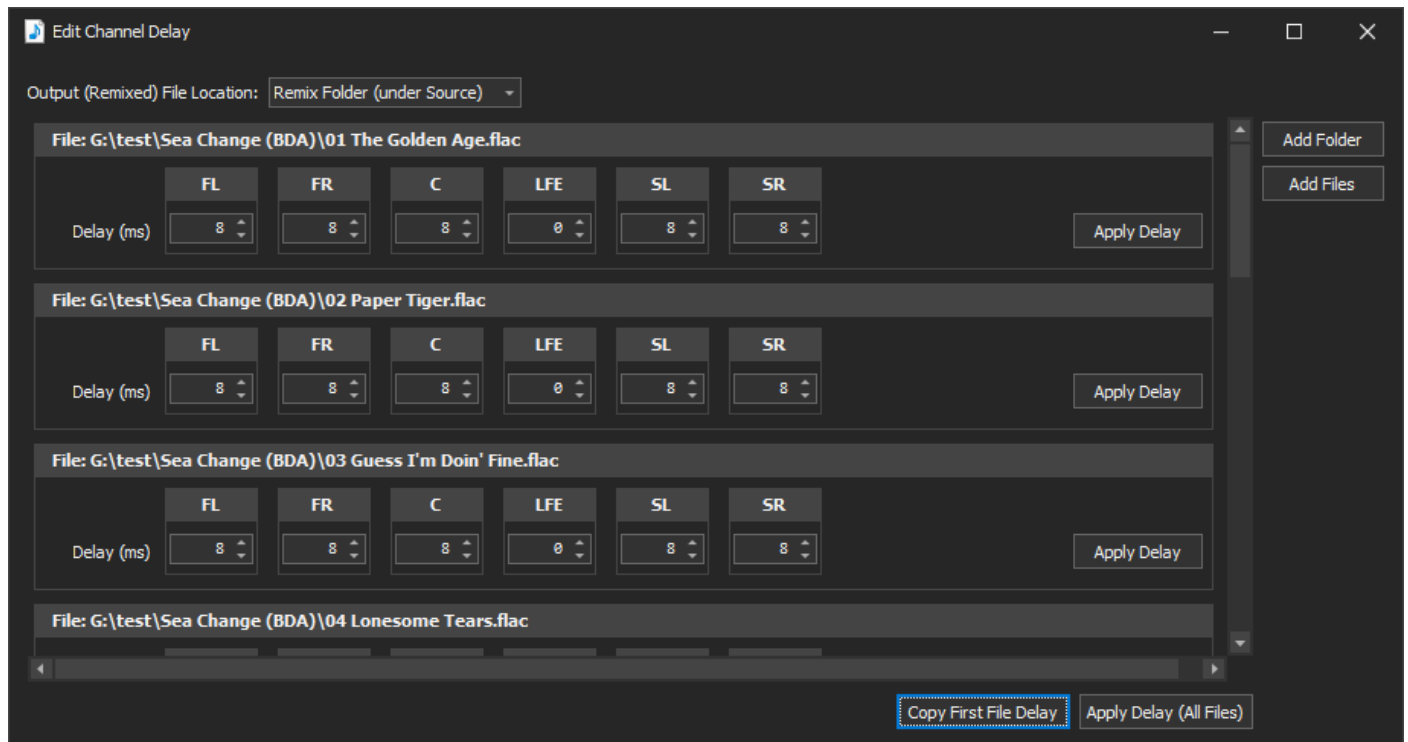 Edit Channel Delay
Output (Remixed) File Location: Remix Folder (under Source)
File: G:\test\Sea Change (BDA)\01 The Golden Age.flac
Add Folder
FL FR C LFE SL SR
Add Files
Delay (ms) 8 8 8 0 8 8 Apply Delay
File: G:\test\Sea Change (BDA)\02 Paper Tiger.flac
FL FR C LFE SL SR
Delay (ms) 8 8 8 0 8 8 Apply Delay
File: G:\test\Sea Change (BDA)\03 Guess I'm Doin' Fine.flac
FL FR C LFE SL SR
Delay (ms) 8 8 8 0 8 8 Apply Delay
File: G:\test\Sea Change (BDA)\04 Lonesome Tears.flac
Copy First File Delay Apply Delay (All Files)